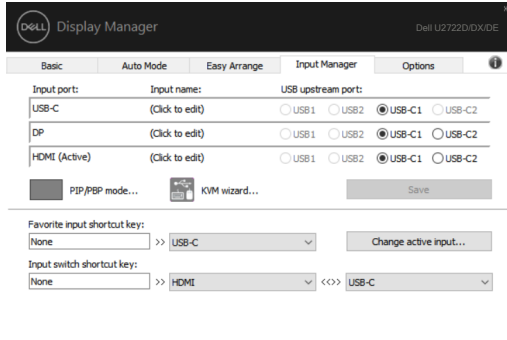 DELL Display Manager
Dell U2722D/DX/DE
Basic Auto Mode Easy Arrange Input Manager Options
Input port: Input name: USB upstream port:
USB-C (Click to edit) USB1 USB2 USB-C1 USB-C2
DP (Click to edit) USB1 USB2 USB-C1 USB-C2
HDMI (Active) (Click to edit) USB1 USB2 USB-C1 USB-C2
PIP/PBP mode... KVM wizard... Save
Favorite input shortcut key:
None >> USB-C Change active input...
Input switch shortcut key:
None >> HDMI <<>> USB-C